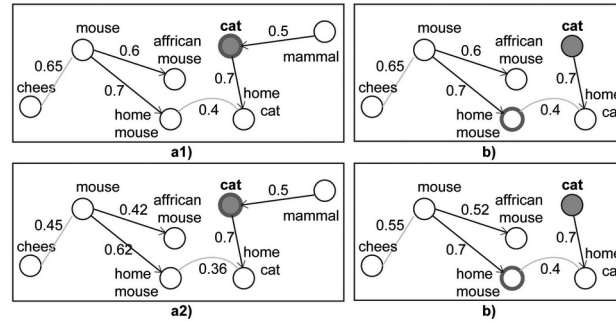 mouse
cat
0.5
0.65
0.6
affrican
mouse
mammal
chees
0.7
0.7
home
mouse
0.4
home
cat
a1)
mouse
cat
0.65
0.6
affrican
mouse
chees
0.7
0.7
home
mouse
0.4
home
cat
b)
mouse
cat
0.5
0.45
0.42
affrican
mouse
mammal
chees
0.62
0.7
home
mouse
0.36
home
cat
a2)
mouse
cat
0.55
0.52
affrican
mouse
chees
0.7
0.7
home
mouse
0.4
home
cat
b)